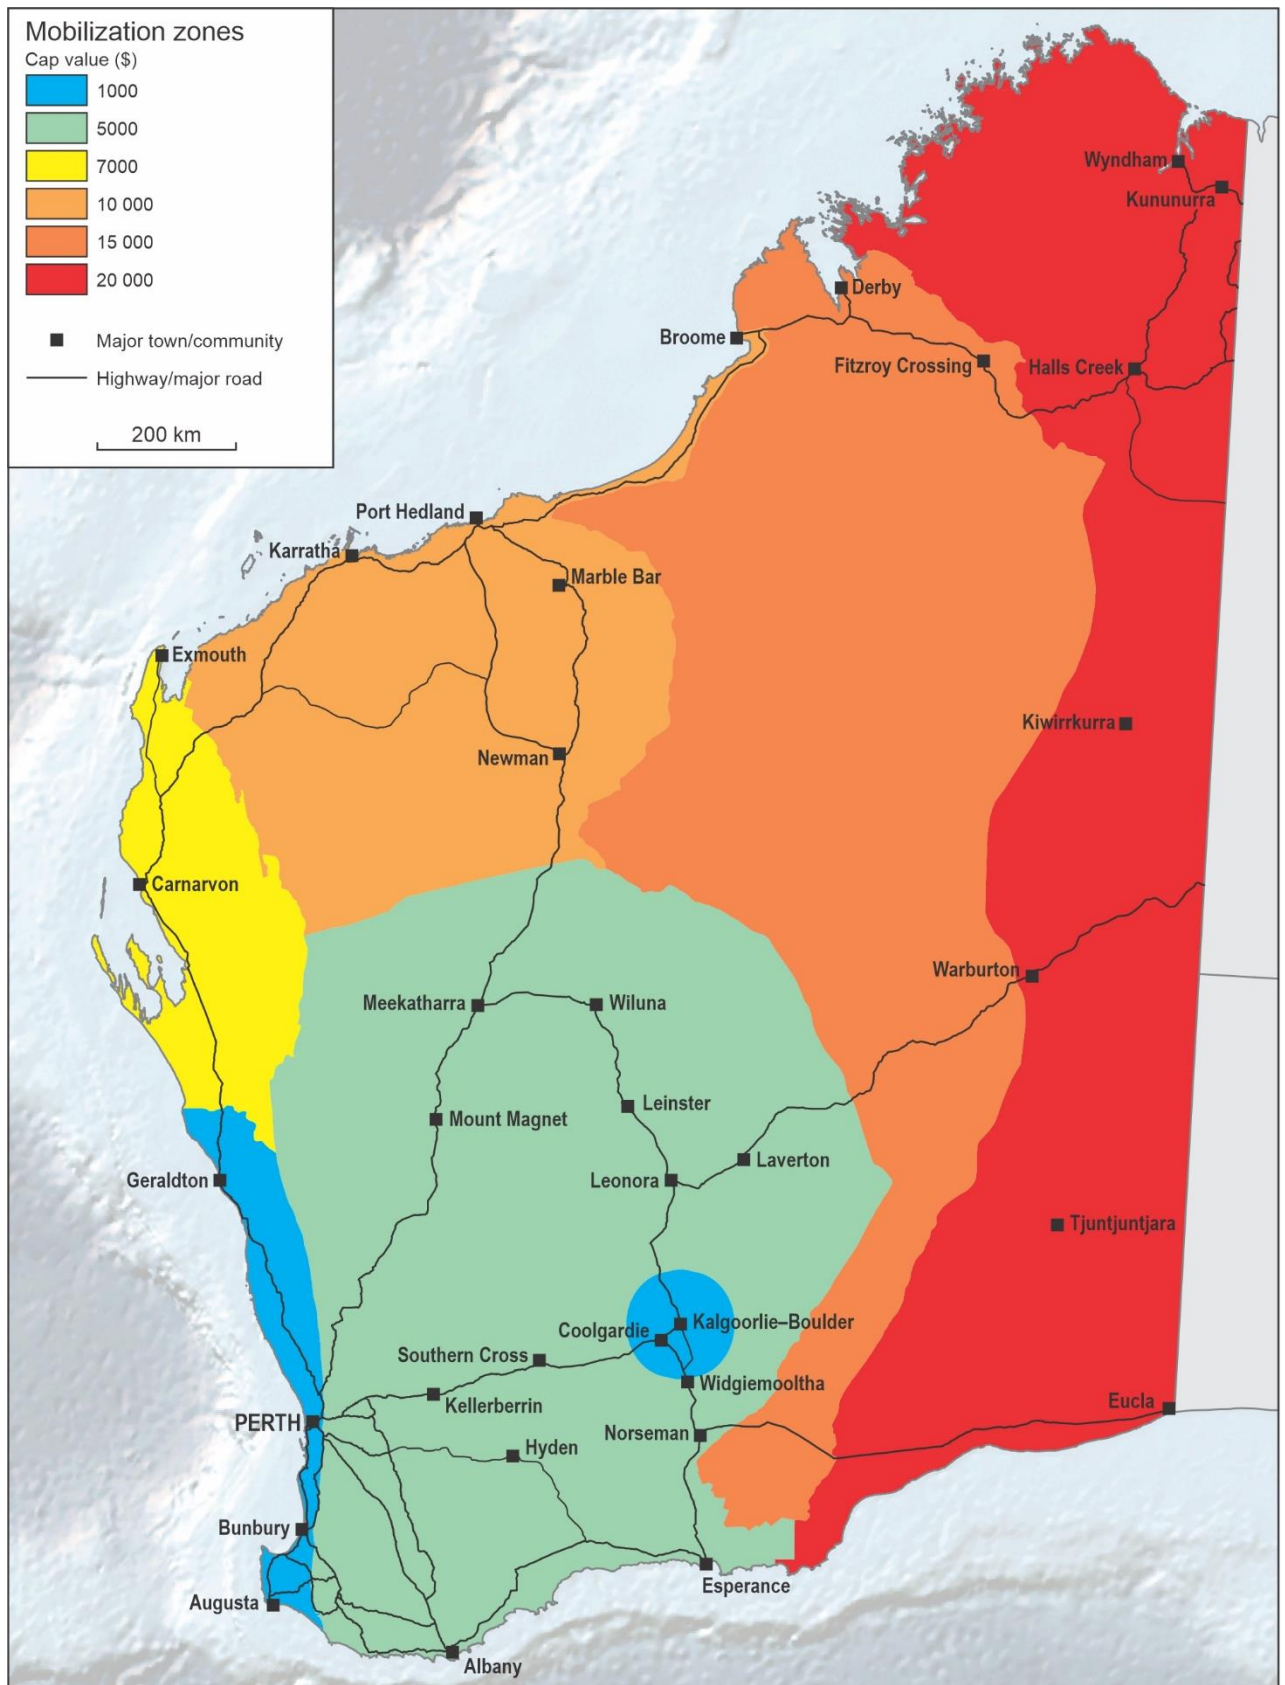 Mobilization zones
Cap value ($)
1000
5000
7000
10 000
15 000
20 000
Major town/community
Highway/major road
200 km
Wyndham
Kununurra
Derby
Broome
Fitzroy Crossing
Halls Creek
Port Hedland
Karratha
Marble Bar
Exmouth
Kiwirrkurra
Newman
Carnarvon
Warburton
Meekatharra
Wiluna
Leinster
Mount Magnet
Laverton
Geraldton
Leonora
Tjuntjuntjara
Kalgoorlie–Boulder
Coolgardie
Southern Cross
Widgiemooltha
Kellerberrin
Eucla
PERTH
Norseman
Hyden
Bunbury
Esperance
Augusta
Albany